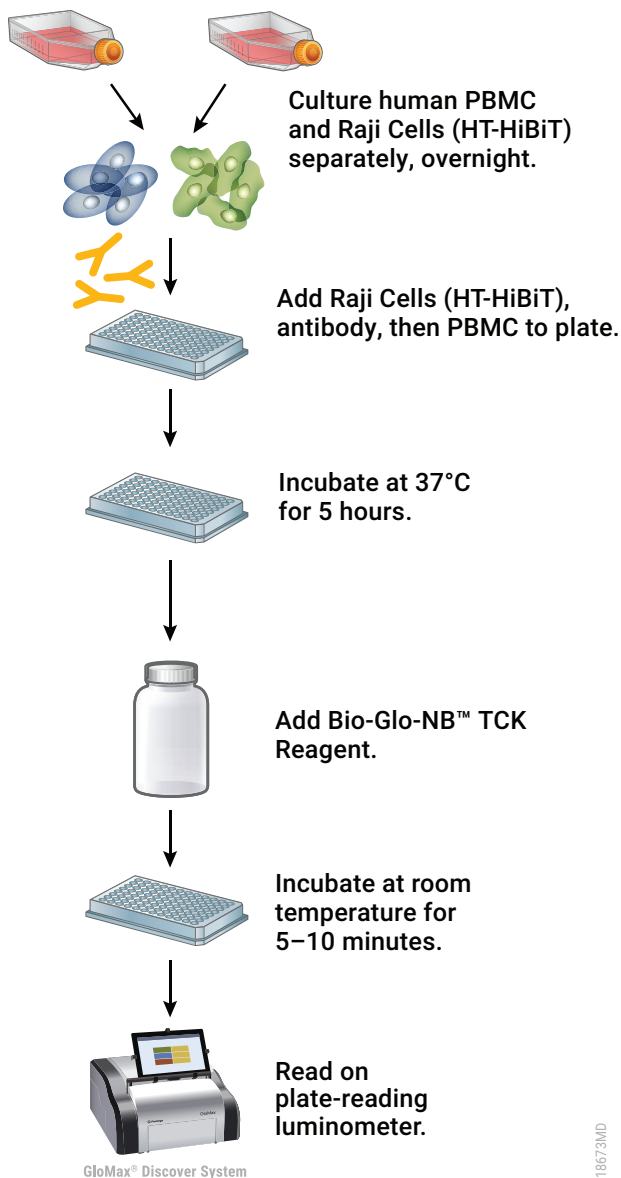 Culture human PBMC
and Raji Cells (HT-HiBiT)
separately, overnight.
Add Raji Cells (HT-HiBiT),
antibody, then PBMC to plate.
Incubate at 37°C
for 5 hours.
Add Bio-Glo-NB™ TCK
Reagent.
Incubate at room
temperature for
5–10 minutes.
Read on
plate-reading
luminometer.
GloMax® Discover System
18673MD